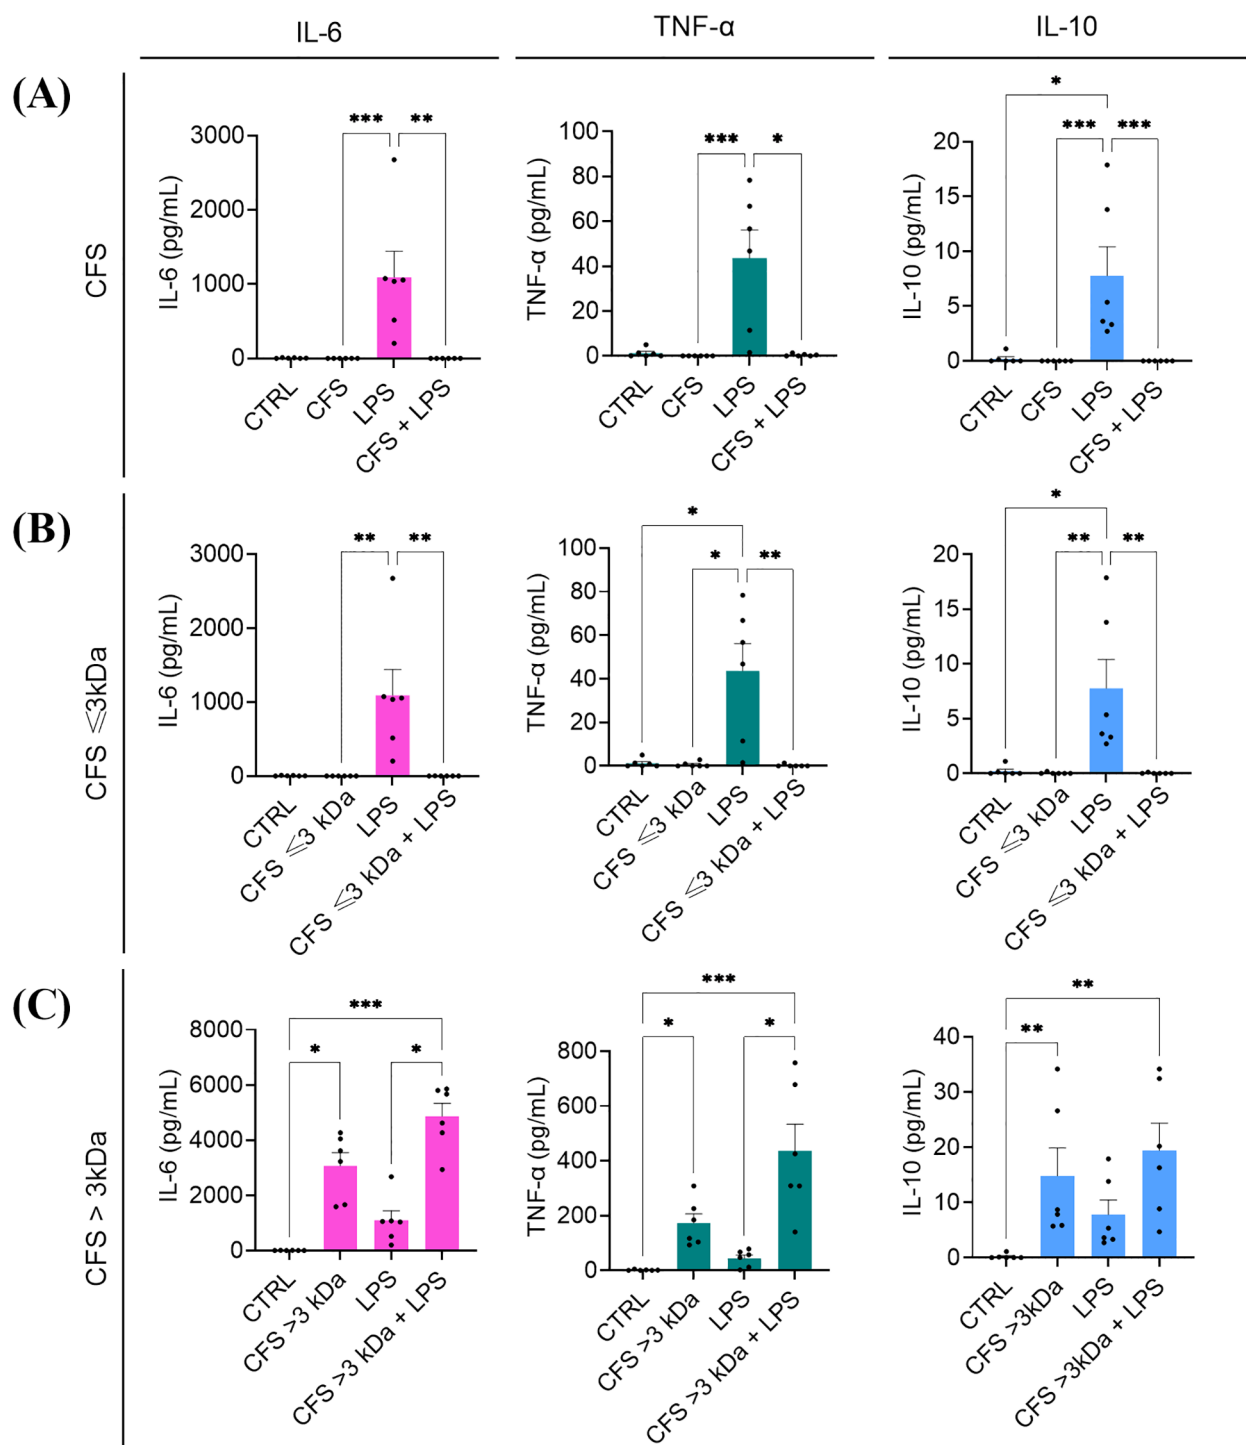 IL-6 TNF-α IL-10
(A)
CFS
*** **
IL-6 (pg/mL)
3000
2000
1000
0
CTRL CFS LPS CFS + LPS
*** *
TNF-α (pg/mL)
100
80
60
40
20
0
CTRL CFS LPS CFS + LPS
*
*** ***
IL-10 (pg/mL)
20
15
10
5
0
CTRL CFS LPS CFS + LPS
(B)
CFS ≤3kDa
** **
IL-6 (pg/mL)
3000
2000
1000
0
CTRL CFS ≤3 kDa LPS CFS ≤3 kDa + LPS
*
* **
TNF-α (pg/mL)
100
80
60
40
20
0
CTRL CFS ≤3 kDa LPS CFS ≤3 kDa + LPS
*
** **
IL-10 (pg/mL)
20
15
10
5
0
CTRL CFS ≤3 kDa LPS CFS ≤3 kDa + LPS
(C)
CFS > 3kDa
***
* *
IL-6 (pg/mL)
8000
6000
4000
2000
0
CTRL CFS >3 kDa LPS CFS >3 kDa + LPS
***
* *
TNF-α (pg/mL)
800
600
400
200
0
CTRL CFS >3 kDa LPS CFS >3 kDa + LPS
**
**
IL-10 (pg/mL)
40
30
20
10
0
CTRL CFS >3kDa LPS CFS >3kDa + LPS